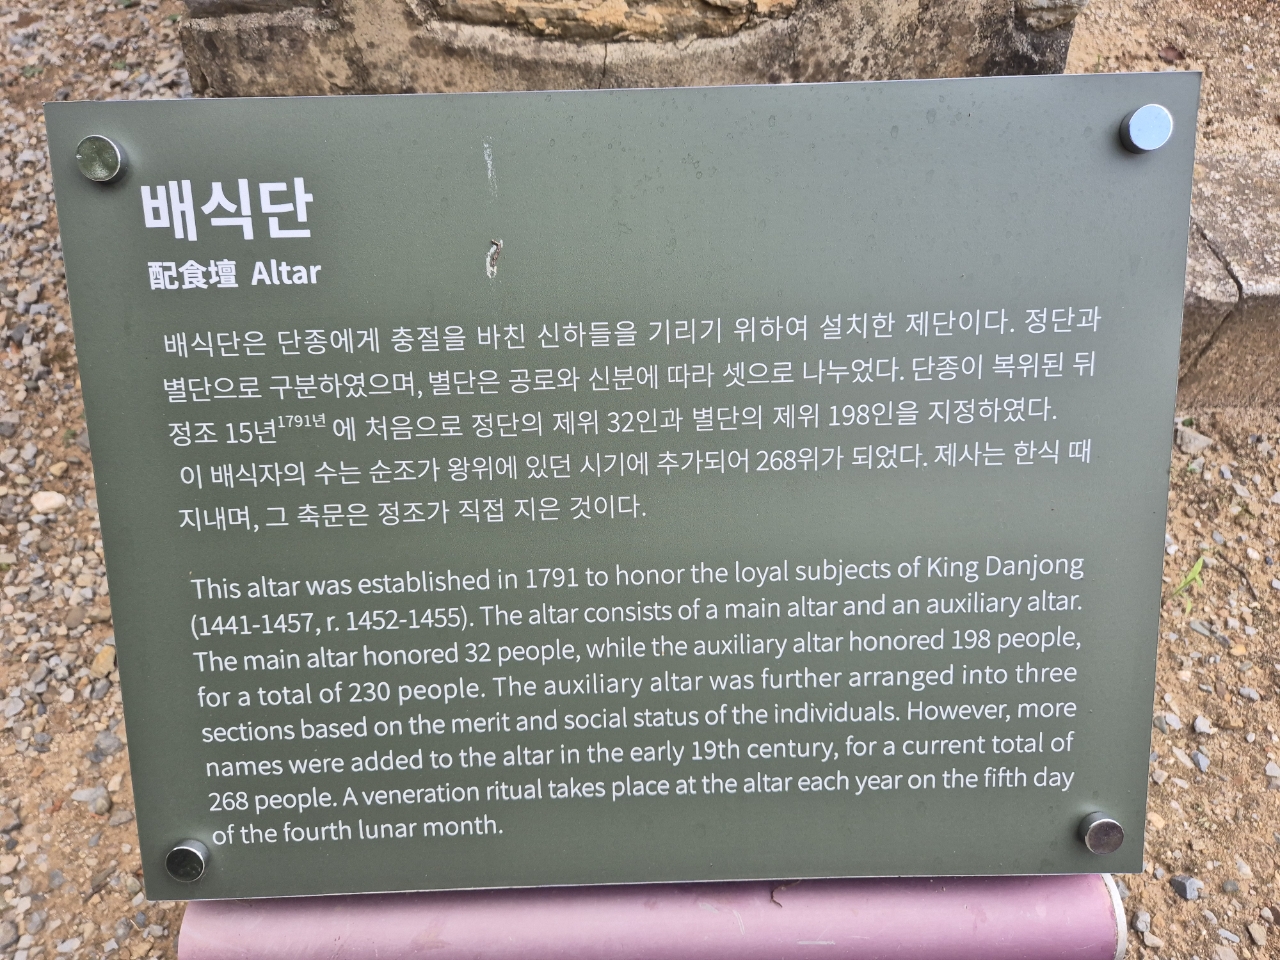 배식단
配食壇 Altar
배식단은 단종에게 충절을 바친 신하들을 기리기 위하여 설치한 제단이다. 정단과
별단으로 구분하였으며, 별단은 공로와 신분에 따라 셋으로 나누었다. 단종이 복위된 뒤
정조 15년1791년에 처음으로 정단의 제위 32인과 별단의 제위 198인을 지정하였다.
이 배식자의 수는 순조가 왕위에 있던 시기에 추가되어 268위가 되었다. 제사는 한식 때
지내며, 그 축문은 정조가 직접 지은 것이다.
This altar was established in 1791 to honor the loyal subjects of King Danjong
(1441-1457, r. 1452-1455). The altar consists of a main altar and an auxiliary altar.
The main altar honored 32 people, while the auxiliary altar honored 198 people,
for a total of 230 people. The auxiliary altar was further arranged into three
sections based on the merit and social status of the individuals. However, more
names were added to the altar in the early 19th century, for a current total of
268 people. A veneration ritual takes place at the altar each year on the fifth day
of the fourth lunar month.